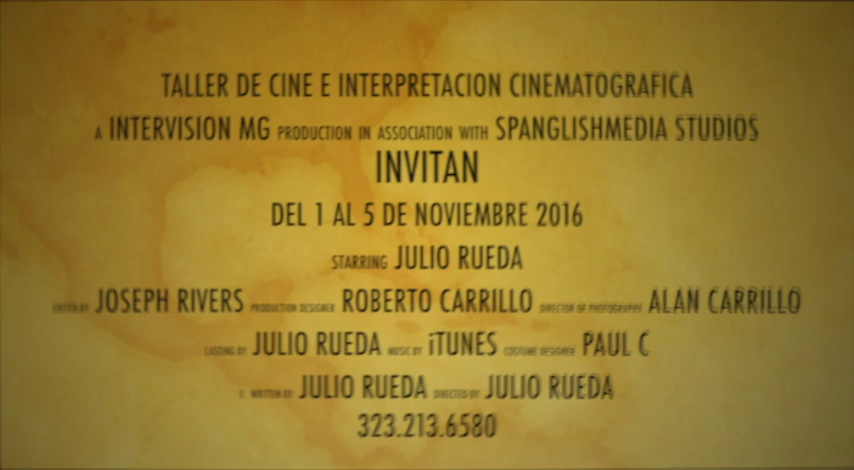 TALLER DE CINE E INTERPRETACION CINEMATOGRAFICA
A INTERVISION MG PRODUCTION IN ASSOCIATION WITH SPANGLISHMEDIA STUDIOS
INVITAN
DEL 1 AL 5 DE NOVIEMBRE 2016
STARRING JULIO RUEDA
EDITED BY JOSEPH RIVERS PRODUCTION DESIGNER ROBERTO CARRILLO DIRECTOR OF PHOTOGRAPHY ALAN CARRILLO
CASTING BY JULIO RUEDA MUSIC BY iTUNES COSTUME DESIGNER PAUL C
WRITTEN BY JULIO RUEDA DIRECTED BY JULIO RUEDA
323.213.6580